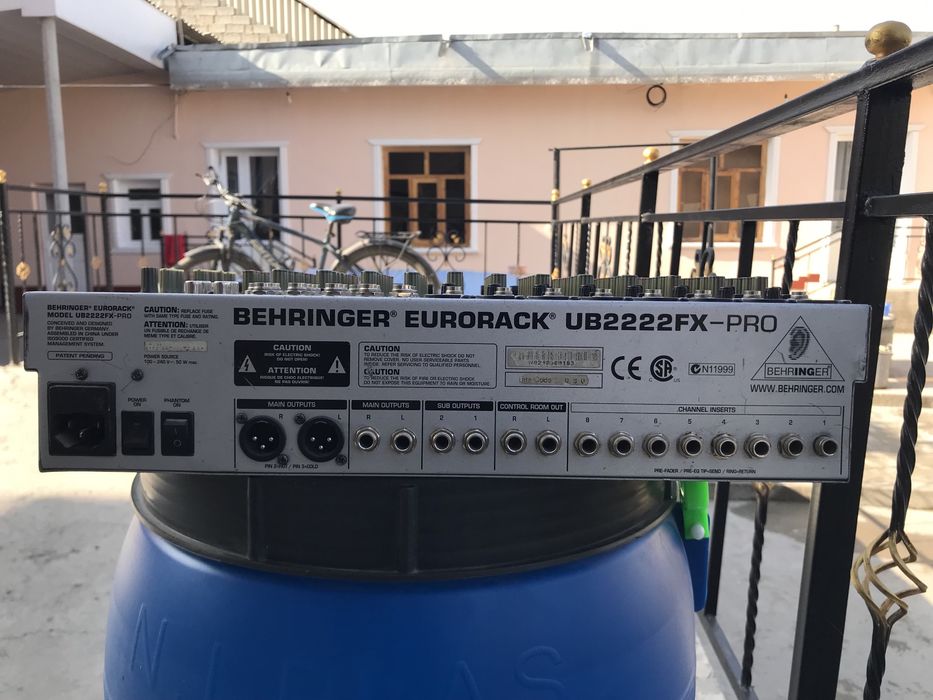 BEHRINGER® EURORACK®
MODEL UB2222FX-PRO
CONCEIVED AND DESIGNED
BY BEHRINGER GERMANY.
ASSEMBLED IN CHINA UNDER
ISO9000 CERTIFIED
MANAGEMENT SYSTEM.
PATENT PENDING
CAUTION: REPLACE FUSE
WITH SAME TYPE FUSE AND RATING.
ATTENTION: UTILISER
UN FUSIBLE DE RECHANGE DE
MEME TYPE ET CALIBRE.
POWER SOURCE
BEHRINGER® EURORACK® UB2222FX-PRO
CAUTION
RISK OF ELECTRIC SHOCK!
DO NOT OPEN!
ATTENTION
RISQUE DE CHOC ELECTRIQUE!
NE PAS OUVRIR!
CAUTION
TO REDUCE THE RISK OF ELECTRIC SHOCK DO NOT
REMOVE COVER. NO USER SERVICEABLE PARTS
INSIDE. REFER SERVICING TO QUALIFIED PERSONNEL.
CAUTION
TO REDUCE THE RISK OF FIRE OR ELECTRIC SHOCK
DO NOT EXPOSE THIS EQUIPMENT TO RAIN OR MOISTURE.
CE
C US
N11999
BEHRINGER
WWW.BEHRINGER.COM
POWER
ON
PHANTOM
ON
MAIN OUTPUTS
R L
PIN 2=HOT / PIN 3=COLD
MAIN OUTPUTS
R L
SUB OUTPUTS
2 1
CONTROL ROOM OUT
R L
CHANNEL INSERTS
8 7 6 5 4 3 2 1
PRE-FADER / PRE-EQ TIP=SEND / RING=RETURN